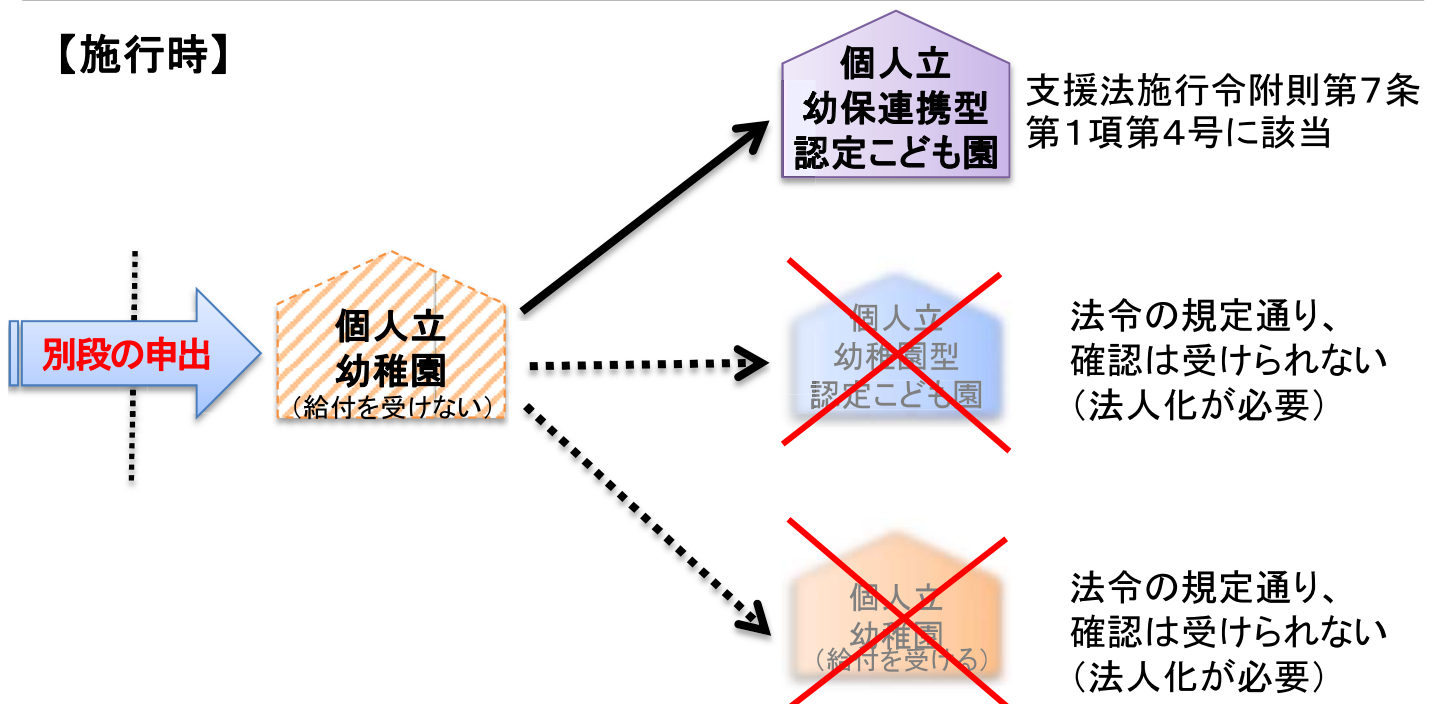 【施行時】
個人立
幼保連携型
認定こども園
支援法施行令附則第7条
第1項第4号に該当
別段の申出
個人立
幼稚園
（給付を受けない）
個人立
幼稚園型
認定こども園
法令の規定通り、
確認は受けられない
（法人化が必要）
個人立
幼稚園
（給付を受ける）
法令の規定通り、
確認は受けられない
（法人化が必要）